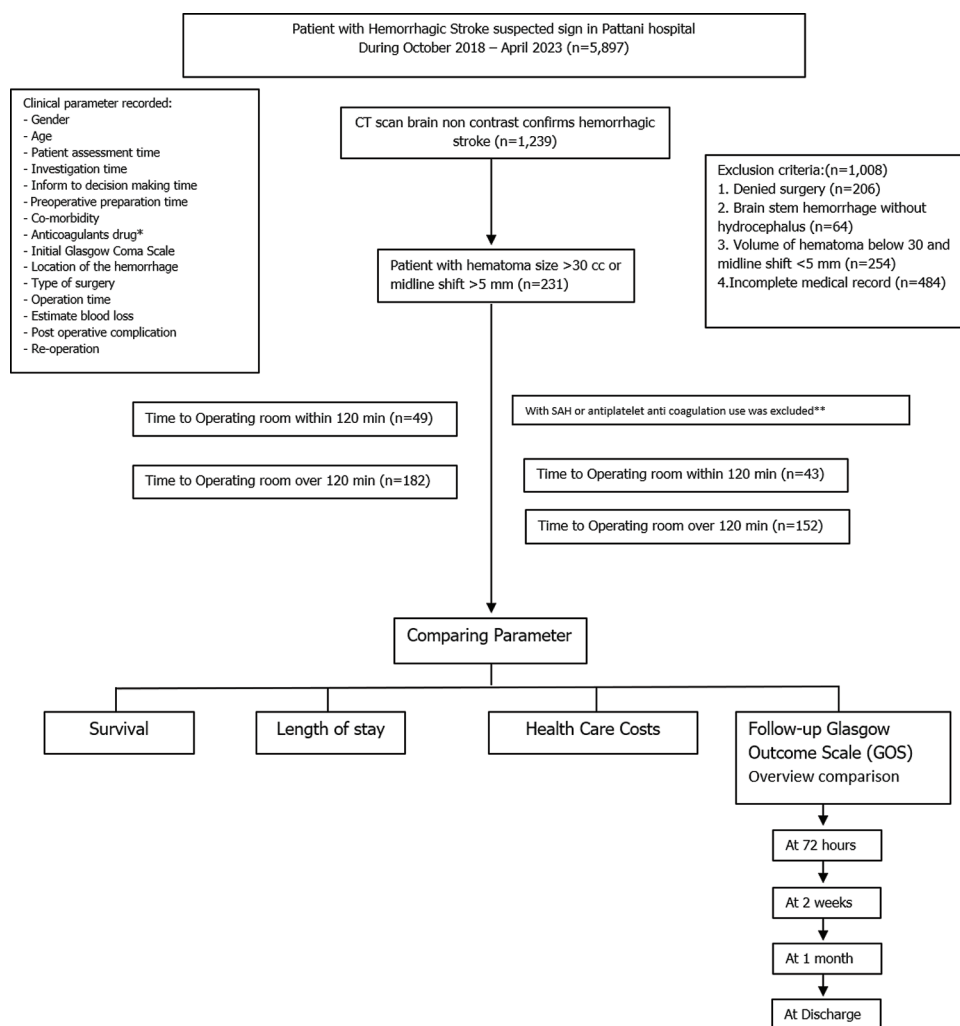 Patient with Hemorrhagic Stroke suspected sign in Pattani hospital
During October 2018 – April 2023 (n=5,897)
Clinical parameter recorded:
- Gender
- Age
- Patient assessment time
- Investigation time
- Inform to decision making time
- Preoperative preparation time
- Co-morbidity
- Anticoagulants drug*
- Initial Glasgow Coma Scale
- Location of the hemorrhage
- Type of surgery
- Operation time
- Estimate blood loss
- Post operative complication
- Re-operation
CT scan brain non contrast confirms hemorrhagic
stroke (n=1,239)
Exclusion criteria:(n=1,008)
1. Denied surgery (n=206)
2. Brain stem hemorrhage without
hydrocephalus (n=64)
3. Volume of hematoma below 30 and
midline shift <5 mm (n=254)
4.Incomplete medical record (n=484)
Patient with hematoma size >30 cc or
midline shift >5 mm (n=231)
Time to Operating room within 120 min (n=49)
Time to Operating room over 120 min (n=182)
With SAH or antiplatelet anti coagulation use was excluded**
Time to Operating room within 120 min (n=43)
Time to Operating room over 120 min (n=152)
Comparing Parameter
Survival
Length of stay
Health Care Costs
Follow-up Glasgow
Outcome Scale (GOS)
Overview comparison
At 72 hours
At 2 weeks
At 1 month
At Discharge